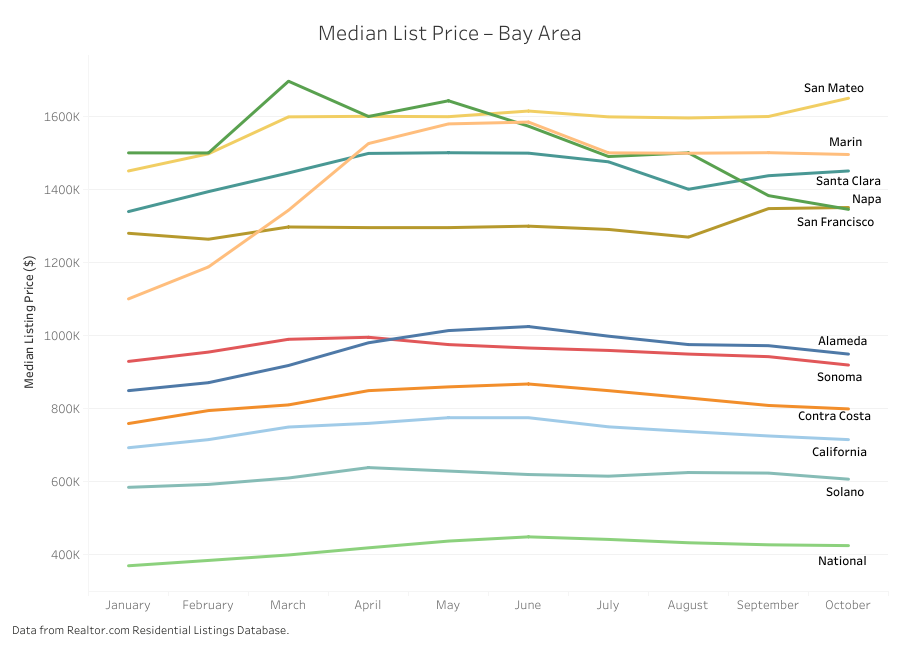 Median List Price – Bay Area
Median Listing Price ($)
1600K
1400K
1200K
1000K
800K
600K
400K
San Mateo
Marin
Santa Clara
Napa
San Francisco
Alameda
Sonoma
Contra Costa
California
Solano
National
January February March April May June July August September October
Data from Realtor.com Residential Listings Database.